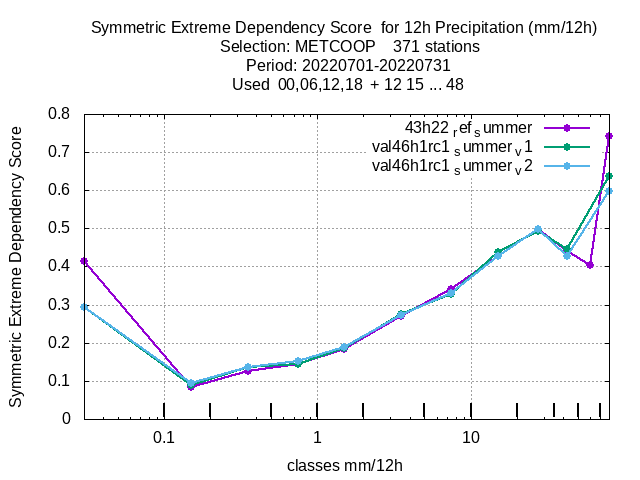 Symmetric Extreme Dependency Score  for 12h Precipitation (mm/12h)
Selection: METCOOP    371 stations
Period: 20220701-20220731
Used  00,06,12,18  + 12 15 ... 48
43h22 ref summer
val46h1rc1 summer v1
val46h1rc1 summer v2
Symmetric Extreme Dependency Score
0.8
0.7
0.6
0.5
0.4
0.3
0.2
0.1
0
0.1 1 10
classes mm/12h